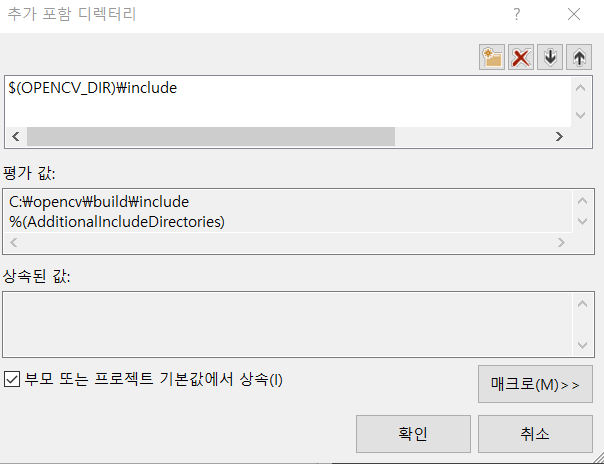 추가 포함 디렉터리
?
$(OPENCV_DIR)₩include
평가 값:
C:₩opencv₩build₩include
%(AdditionalIncludeDirectories)
상속된 값:
부모 또는 프로젝트 기본값에서 상속(I)
매크로(M)>>
확인
취소